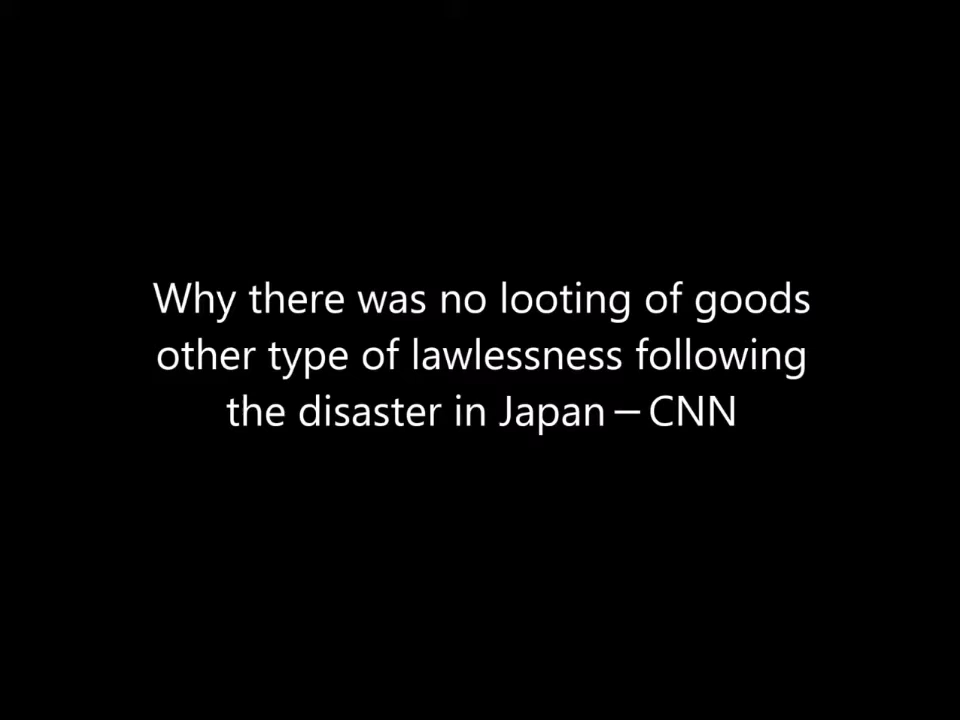 Why there was no looting of goods
other type of lawlessness following
the disaster in Japan－CNN